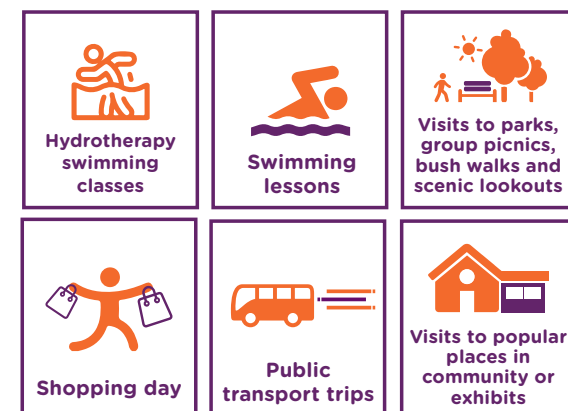 Hydrotherapy
swimming
classes
Swimming
lessons
Visits to parks,
group picnics,
bush walks and
scenic lookouts
Shopping day
Public
transport trips
Visits to popular
places in
community or
exhibits